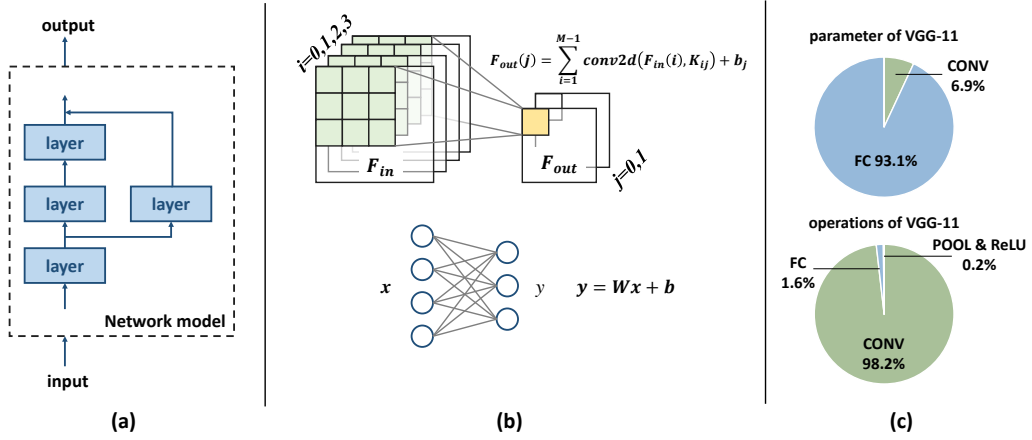 output
layer
layer
layer
layer
Network model
input
(a)
i=0,1,2,3
F_in
F_out(j) = ∑_{i=1}^{M-1} conv2d(F_in(i), K_ij) + b_j
F_out
j=0,1
x
y
y = Wx + b
(b)
parameter of VGG-11
CONV
6.9%
FC 93.1%
operations of VGG-11
POOL & ReLU
0.2%
FC
1.6%
CONV
98.2%
(c)